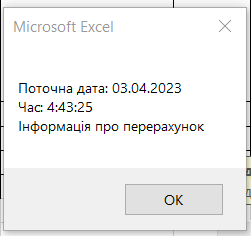 Microsoft Excel
Поточна дата: 03.04.2023
Час: 4:43:25
Інформація про перерахунок
OK